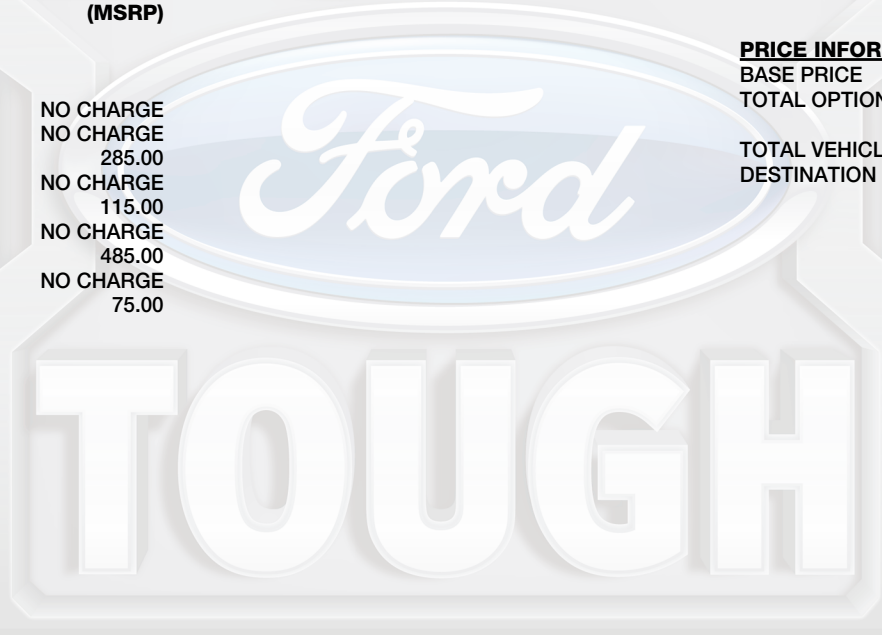 (MSRP)
NO CHARGE
NO CHARGE
285.00
NO CHARGE
115.00
NO CHARGE
485.00
NO CHARGE
75.00
PRICE INFOR
BASE PRICE
TOTAL OPTION
TOTAL VEHICL
DESTINATION
Ford
TOUGH